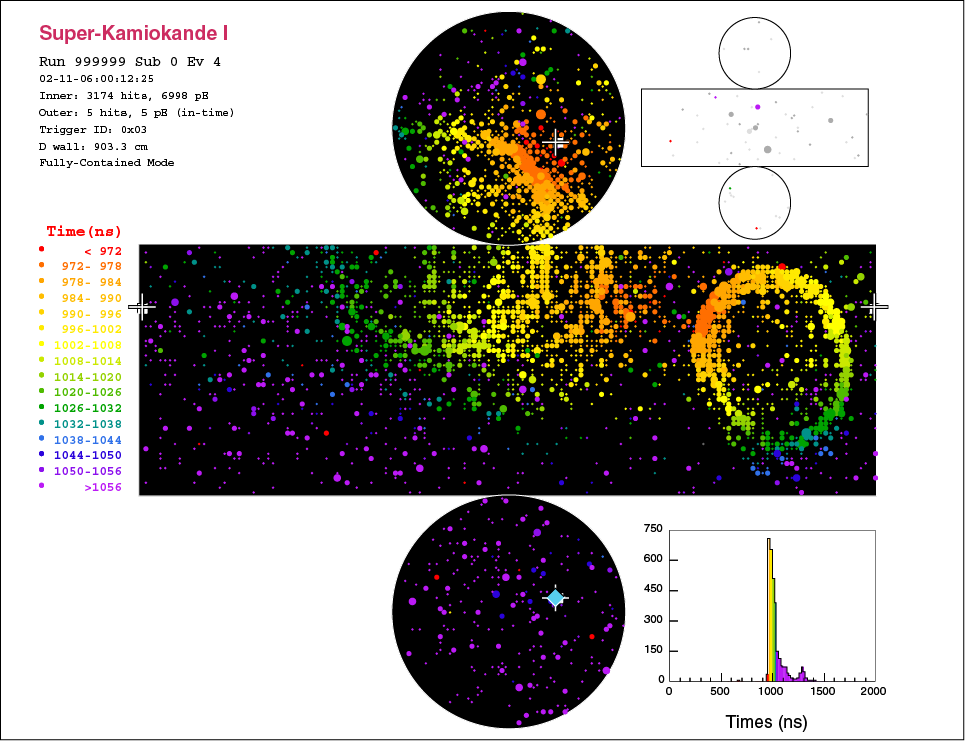 Super-Kamiokande I
Run 999999 Sub 0 Ev 4
02-11-06:00:12:25
Inner: 3174 hits, 6998 pE
Outer: 5 hits, 5 pE (in-time)
Trigger ID: 0x03
D wall: 903.3 cm
Fully-Contained Mode
Time(ns)
< 972
972- 978
978- 984
984- 990
990- 996
996-1002
1002-1008
1008-1014
1014-1020
1020-1026
1026-1032
1032-1038
1038-1044
1044-1050
1050-1056
>1056
750
600
450
300
150
0
0 500 1000 1500 2000
Times (ns)